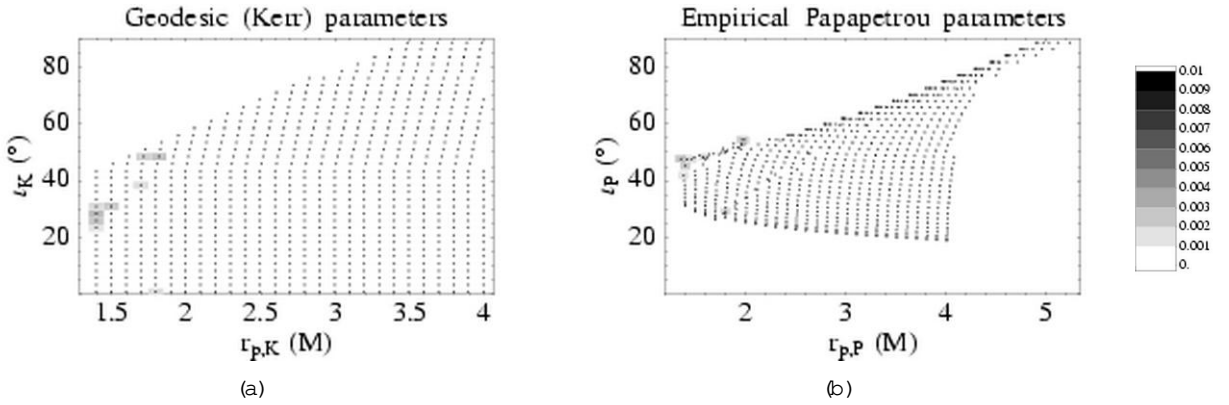 Geodesic (Kerr) parameters
80
60
40
20
ι_K (°)
1.5 2 2.5 3 3.5 4
r_p,K (M)
(a)
Empirical Papapetrou parameters
80
60
40
20
ι_P (°)
2 3 4 5
r_p,P (M)
(b)
0.01
0.009
0.008
0.007
0.006
0.005
0.004
0.003
0.002
0.001
0.